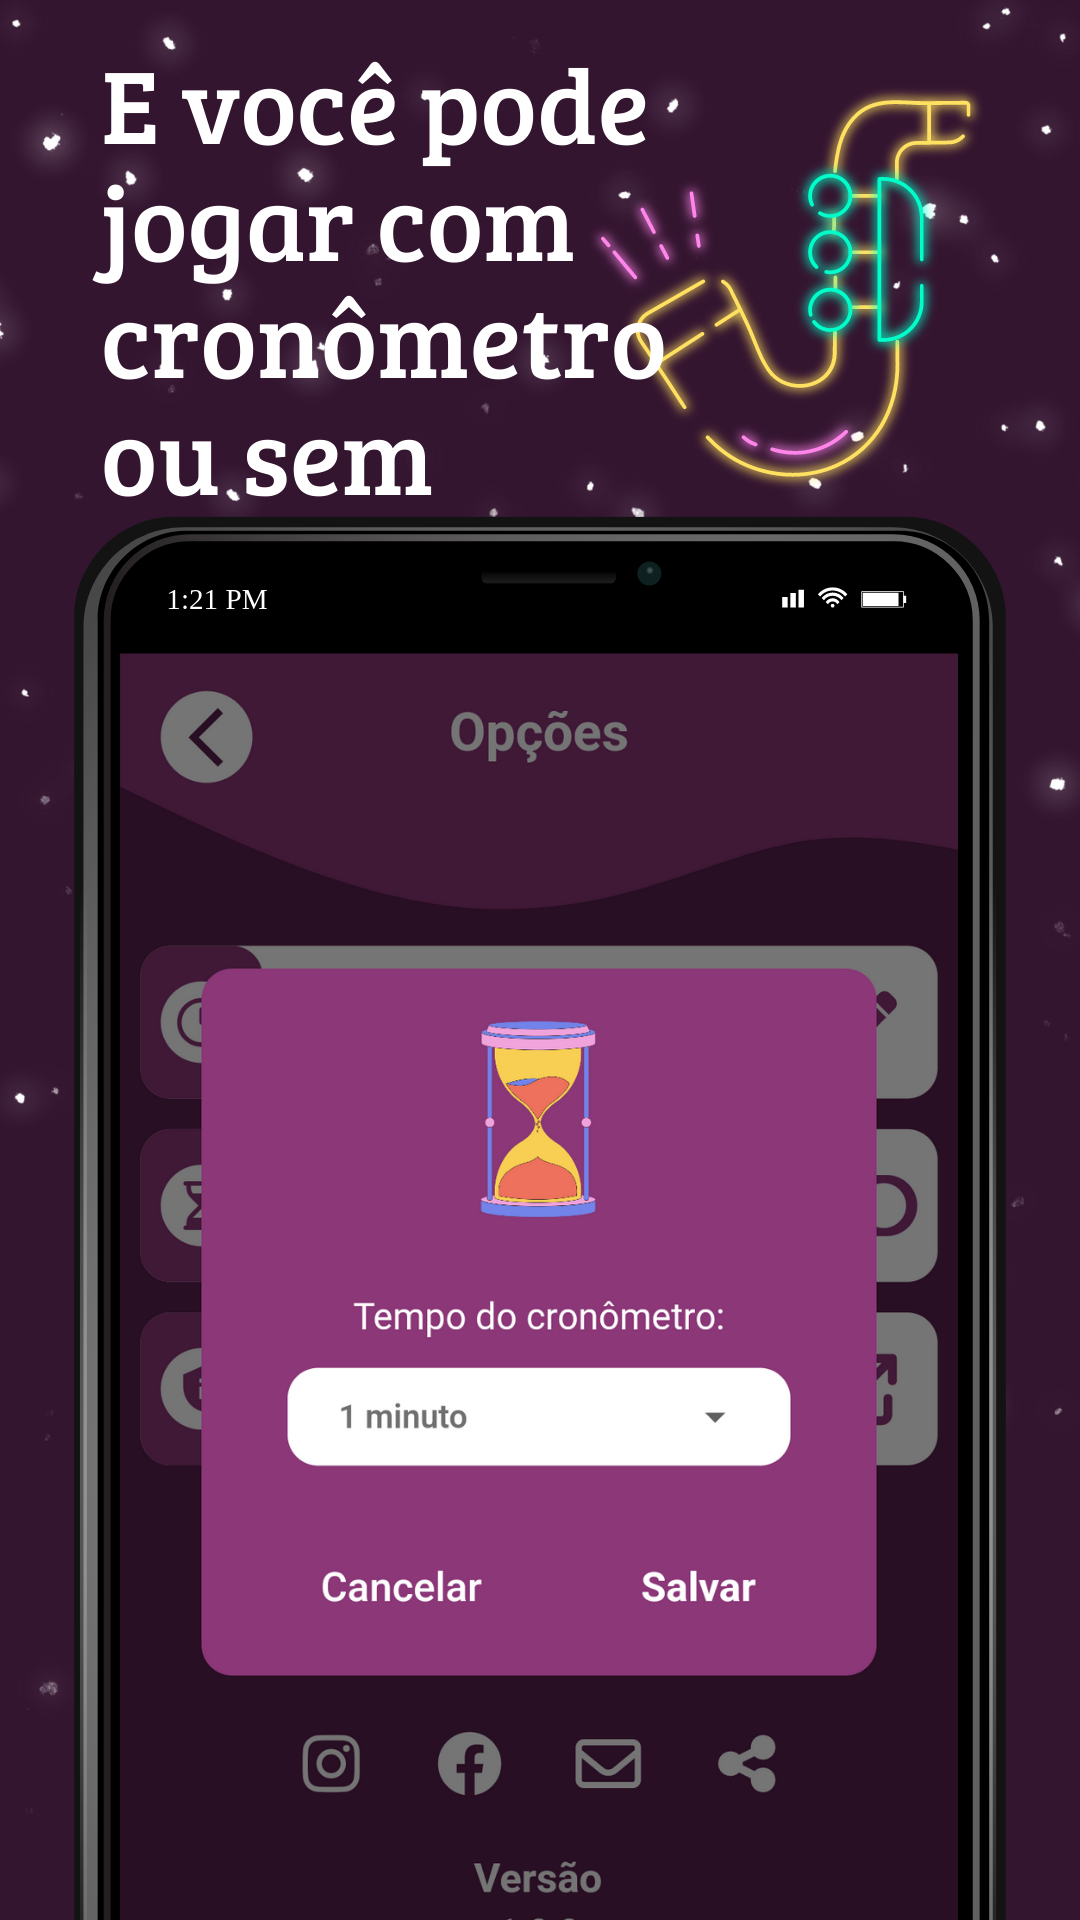 E você pode
jogar com
cronômetro
ou sem
1:21 PM
Opções
Tempo do cronômetro:
1 minuto
Cancelar
Salvar
Versão